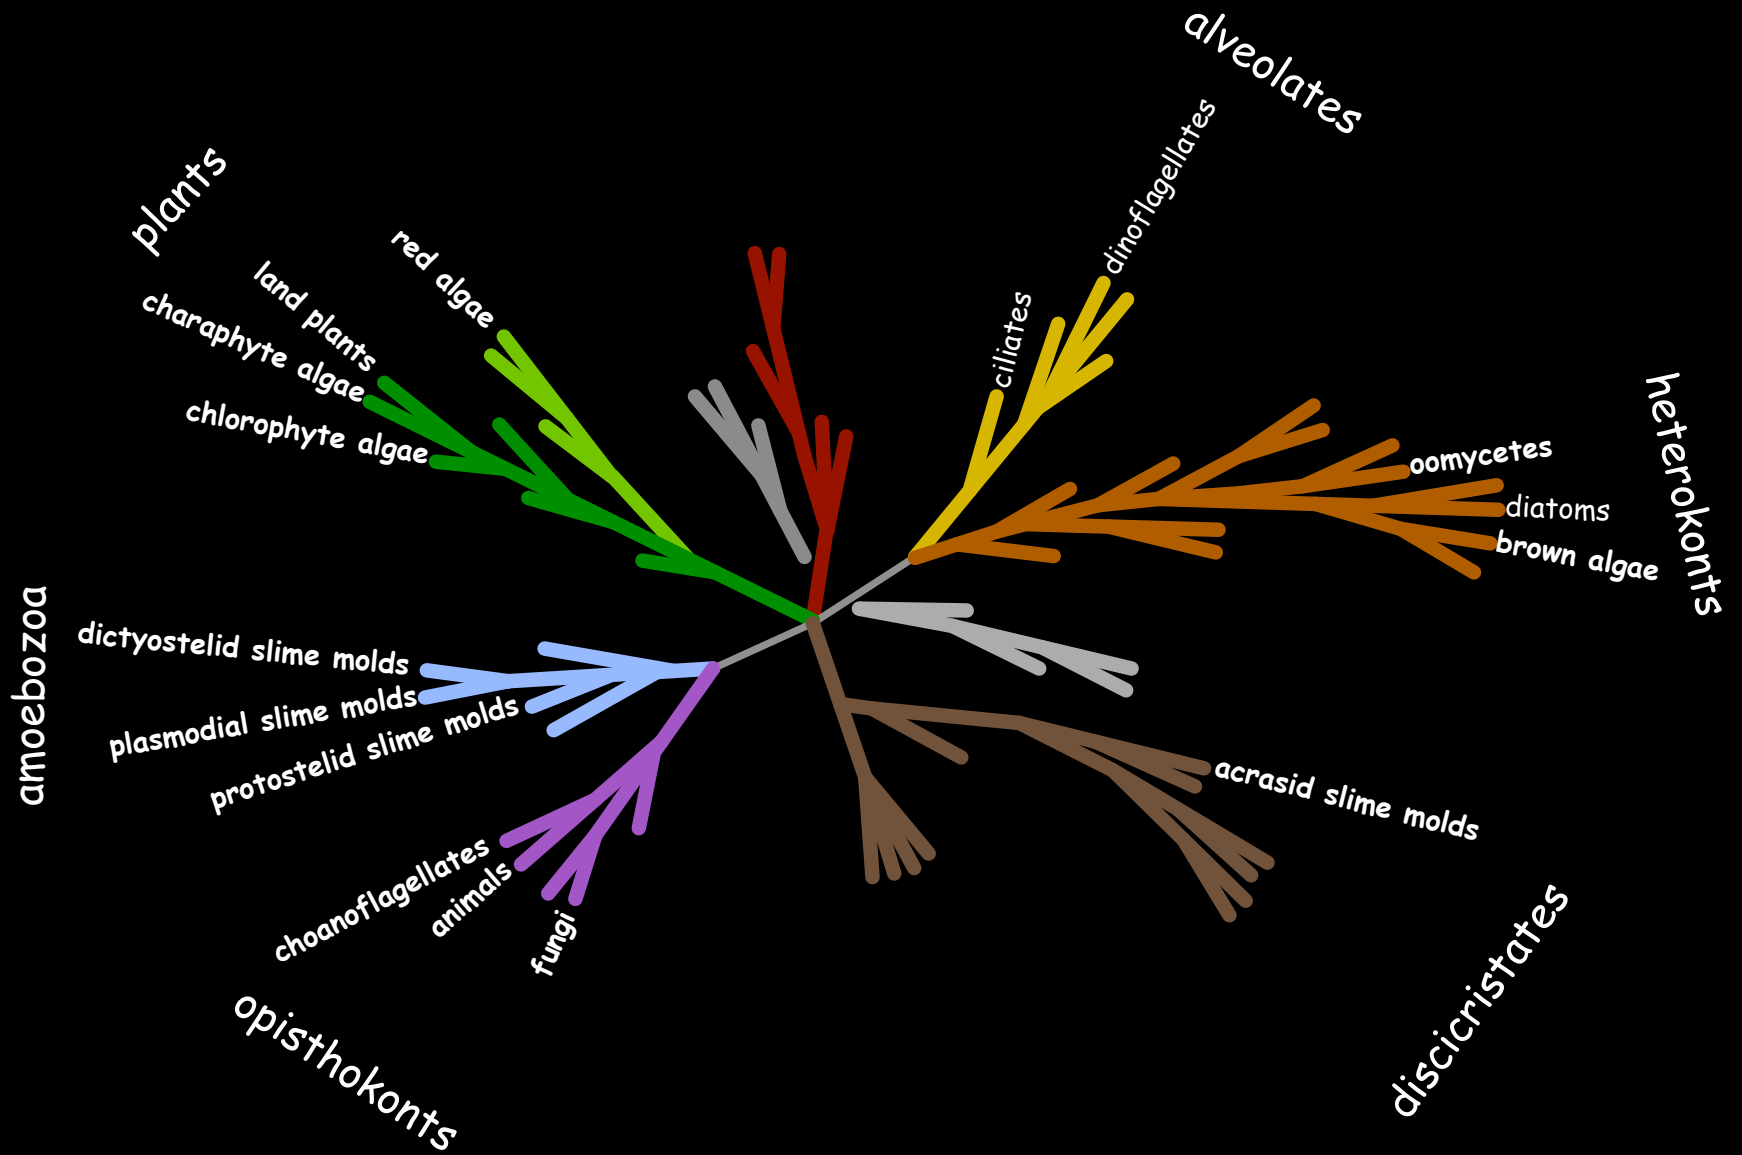 alveolates
dinoflagellates
ciliates
plants
red algae
land plants
charaphyte algae
chlorophyte algae
heterokonts
oomycetes
diatoms
brown algae
amoebozoa
dictyostelid slime molds
plasmodial slime molds
protostelid slime molds
acrasid slime molds
choanoflagellates
animals
fungi
discicristates
opisthokonts